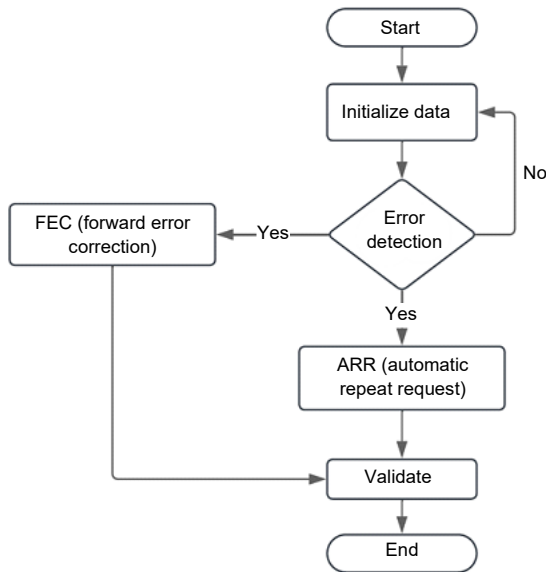 Start
Initialize data
No
Error
detection
Yes
FEC (forward error
correction)
Yes
ARR (automatic
repeat request)
Validate
End